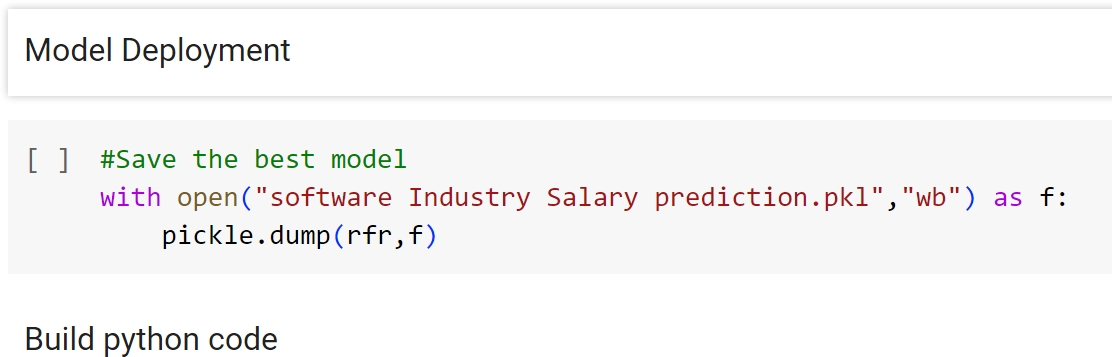 Model Deployment
[ ] #Save the best model
with open("software Industry Salary prediction.pkl","wb") as f:
    pickle.dump(rfr,f)
Build python code